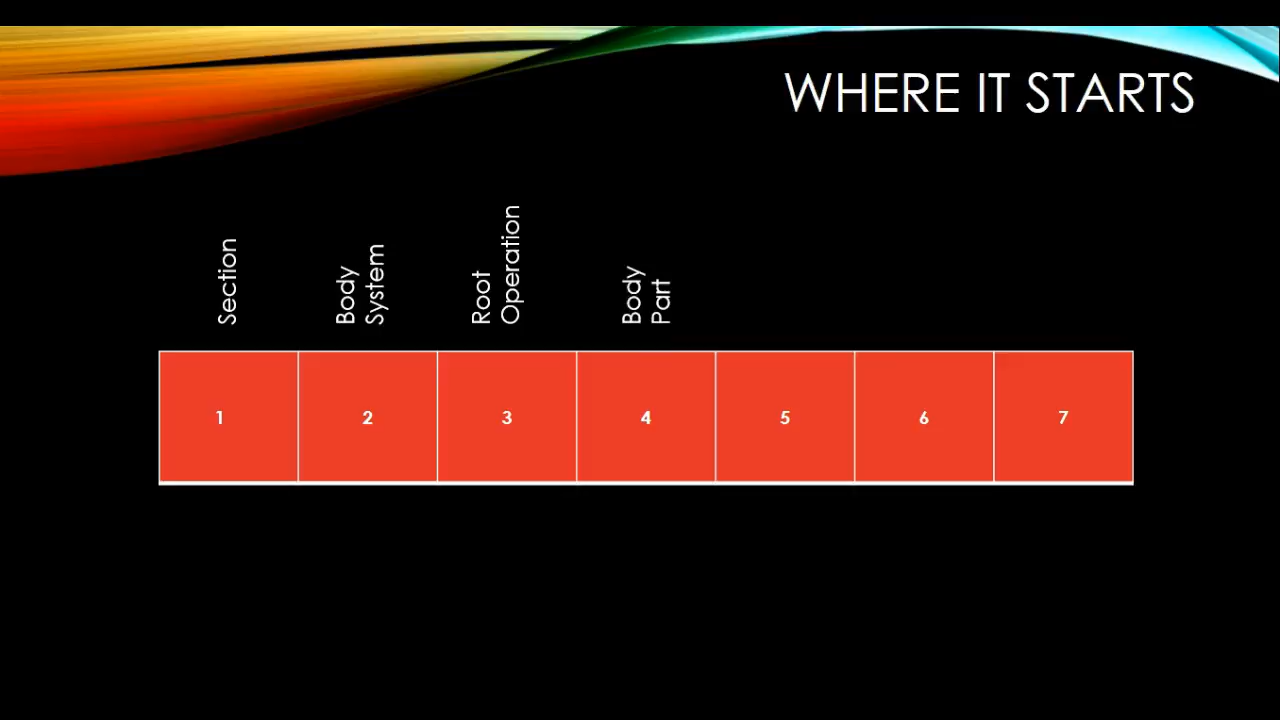 WHERE IT STARTS
Section
Body
System
Root
Operation
Body
Part
1 2 3 4 5 6 7